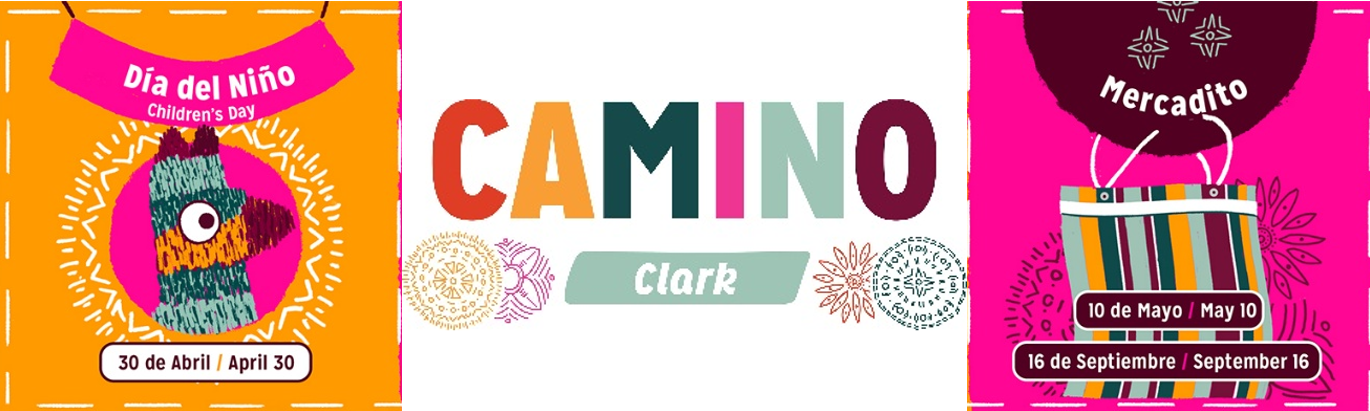 Día del Niño
Children's Day
30 de Abril / April 30
CAMINO
Clark
Mercadito
10 de Mayo / May 10
16 de Septiembre / September 16